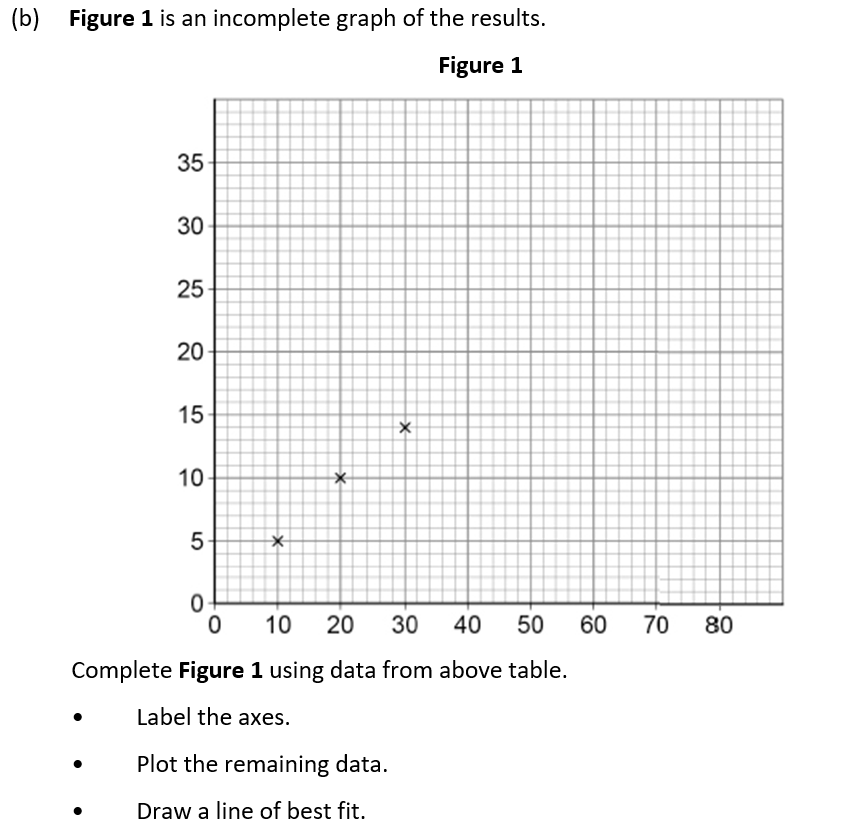 (b) Figure 1 is an incomplete graph of the results.
Figure 1
35
30
25
20
15
10
5
0
0 10 20 30 40 50 60 70 80
Complete Figure 1 using data from above table.
• Label the axes.
• Plot the remaining data.
• Draw a line of best fit.